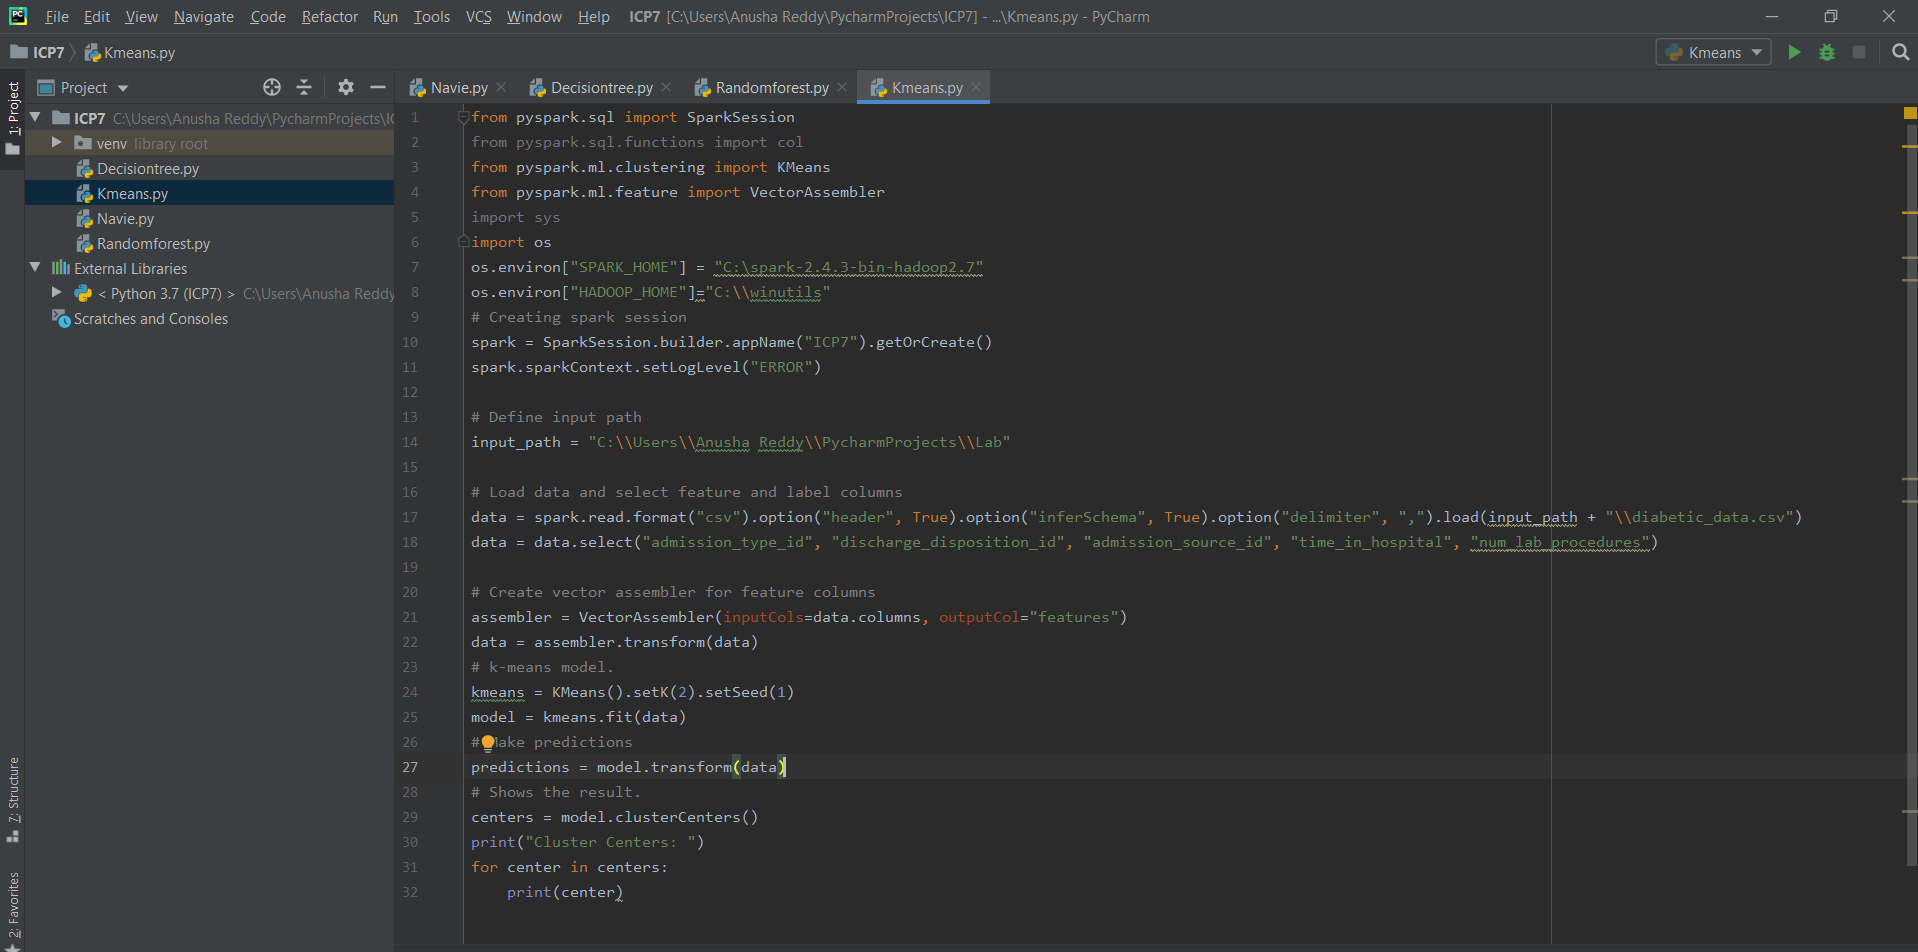 PC File Edit View Navigate Code Refactor Run Tools VCS Window Help ICP7 [C:\Users\Anusha Reddy\PycharmProjects\ICP7] - ...\Kmeans.py - PyCharm
ICP7 Kmeans.py Kmeans
1: Project
Project
ICP7 C:\Users\Anusha Reddy\PycharmProjects\I
venv library root
Decisiontree.py
Kmeans.py
Navie.py
Randomforest.py
External Libraries
< Python 3.7 (ICP7) > C:\Users\Anusha Reddy
Scratches and Consoles
7: Structure
2: Favorites
Navie.py Decisiontree.py Randomforest.py Kmeans.py
1 from pyspark.sql import SparkSession
2 from pyspark.sql.functions import col
3 from pyspark.ml.clustering import KMeans
4 from pyspark.ml.feature import VectorAssembler
5 import sys
6 import os
7 os.environ["SPARK_HOME"] = "C:\spark-2.4.3-bin-hadoop2.7"
8 os.environ["HADOOP_HOME"]="C:\\winutils"
9 # Creating spark session
10 spark = SparkSession.builder.appName("ICP7").getOrCreate()
11 spark.sparkContext.setLogLevel("ERROR")
12
13 # Define input path
14 input_path = "C:\\Users\\Anusha Reddy\\PycharmProjects\\Lab"
15
16 # Load data and select feature and label columns
17 data = spark.read.format("csv").option("header", True).option("inferSchema", True).option("delimiter", ",").load(input_path + "\\diabetic_data.csv")
18 data = data.select("admission_type_id", "discharge_disposition_id", "admission_source_id", "time_in_hospital", "num_lab_procedures")
19
20 # Create vector assembler for feature columns
21 assembler = VectorAssembler(inputCols=data.columns, outputCol="features")
22 data = assembler.transform(data)
23 # k-means model.
24 kmeans = KMeans().setK(2).setSeed(1)
25 model = kmeans.fit(data)
26 # Make predictions
27 predictions = model.transform(data)
28 # Shows the result.
29 centers = model.clusterCenters()
30 print("Cluster Centers: ")
31 for center in centers:
32 print(center)